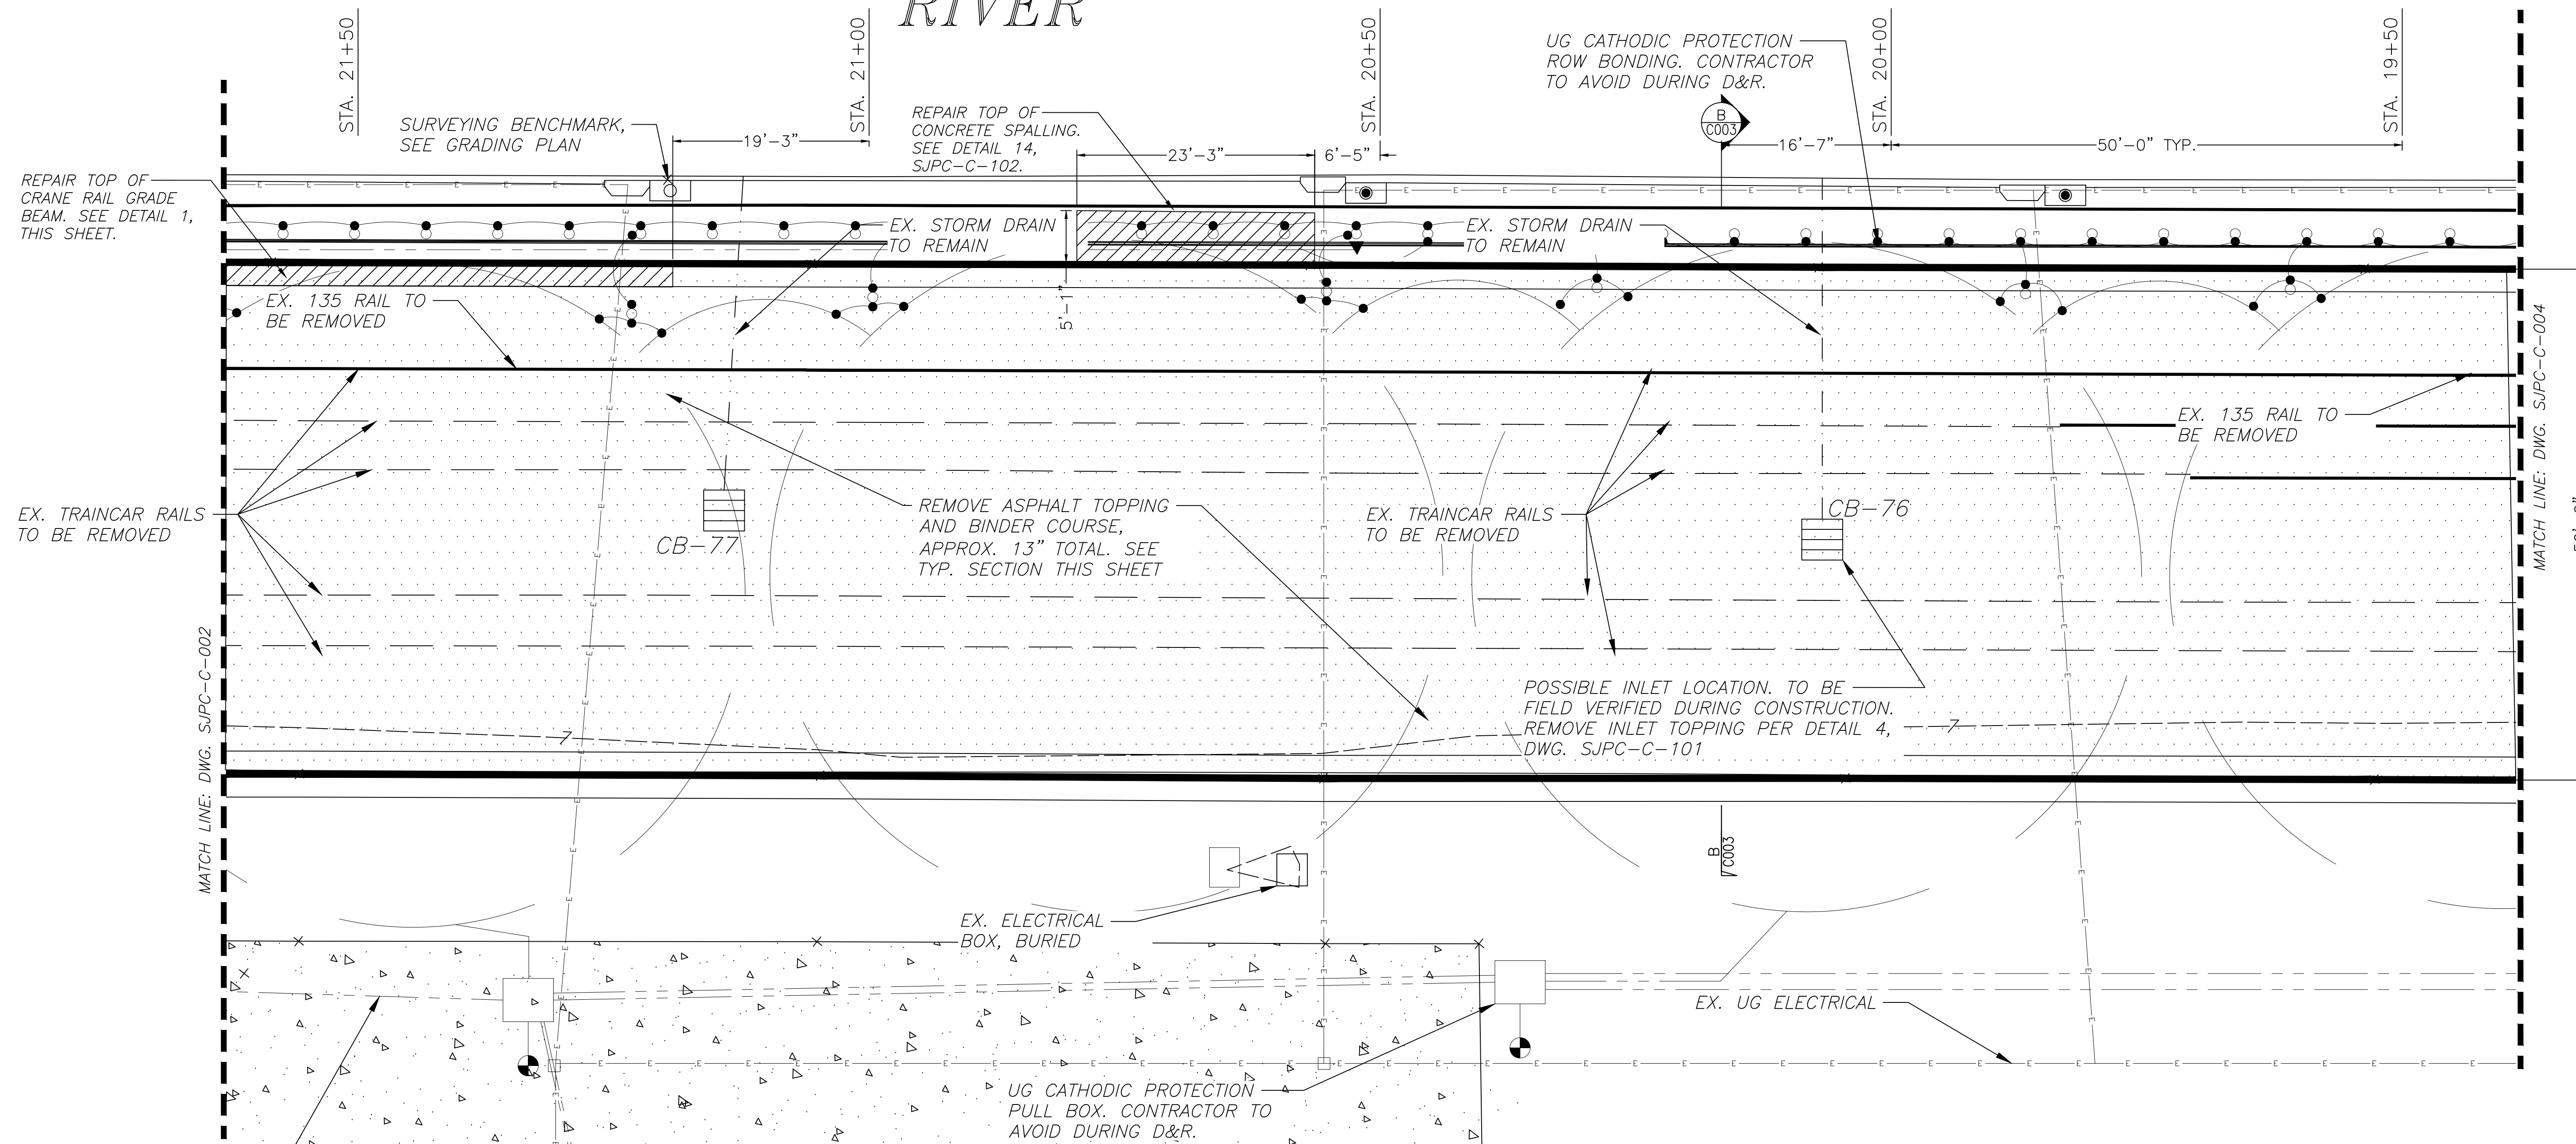 RIVER
STA. 21+50
STA. 21+00
STA. 20+50
STA. 20+00
STA. 19+50
UG CATHODIC PROTECTION
ROW BONDING. CONTRACTOR
TO AVOID DURING D&R.
SURVEYING BENCHMARK,
SEE GRADING PLAN
19'-3"
REPAIR TOP OF
CONCRETE SPALLING.
SEE DETAIL 14,
SJPC-C-102.
23'-3"
6'-5"
B
C003
16'-7"
50'-0" TYP.
REPAIR TOP OF
CRANE RAIL GRADE
BEAM. SEE DETAIL 1,
THIS SHEET.
EX. STORM DRAIN
TO REMAIN
EX. STORM DRAIN
TO REMAIN
5'-1"
EX. 135 RAIL TO
BE REMOVED
EX. 135 RAIL TO
BE REMOVED
MATCH LINE: DWG. SJPC-C-004
EX. TRAINCAR RAILS
TO BE REMOVED
CB-77
REMOVE ASPHALT TOPPING
AND BINDER COURSE,
APPROX. 13" TOTAL. SEE
TYP. SECTION THIS SHEET
EX. TRAINCAR RAILS
TO BE REMOVED
CB-76
MATCH LINE: DWG. SJPC-C-002
POSSIBLE INLET LOCATION. TO BE
FIELD VERIFIED DURING CONSTRUCTION.
REMOVE INLET TOPPING PER DETAIL 4,
DWG. SJPC-C-101
7
7
B
C003
EX. ELECTRICAL
BOX, BURIED
EX. UG ELECTRICAL
UG CATHODIC PROTECTION
PULL BOX. CONTRACTOR TO
AVOID DURING D&R.